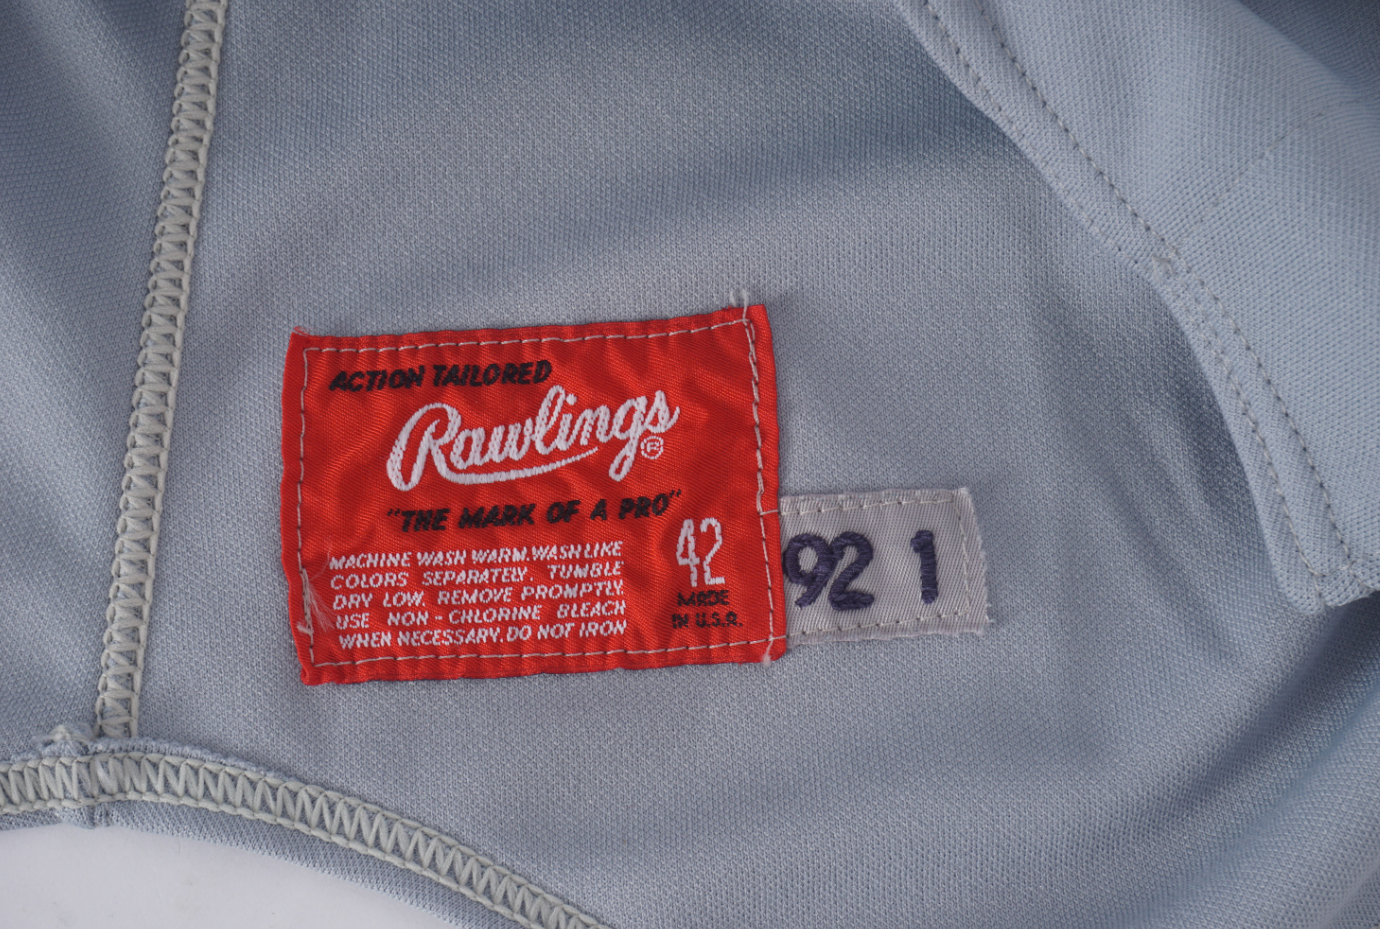 ACTION TAILORED
Rawlings®
"THE MARK OF A PRO"
42
MADE
IN U.S.A.
MACHINE WASH WARM. WASH LIKE
COLORS SEPARATELY. TUMBLE
DRY LOW. REMOVE PROMPTLY.
USE NON-CHLORINE BLEACH
WHEN NECESSARY. DO NOT IRON
92 1